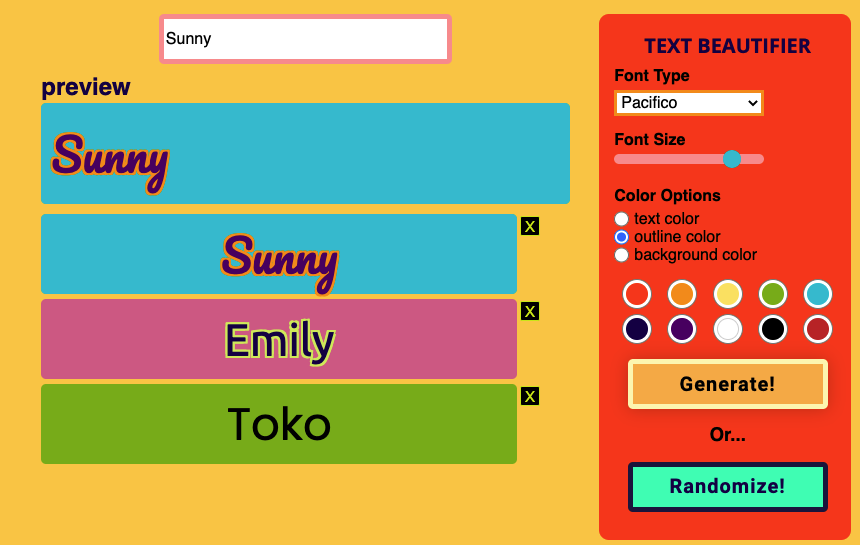 Sunny
preview
Sunny
Sunny
X
Emily
X
Toko
X
TEXT BEAUTIFIER
Font Type
Pacifico
Font Size
Color Options
text color
outline color
background color
Generate!
Or...
Randomize!